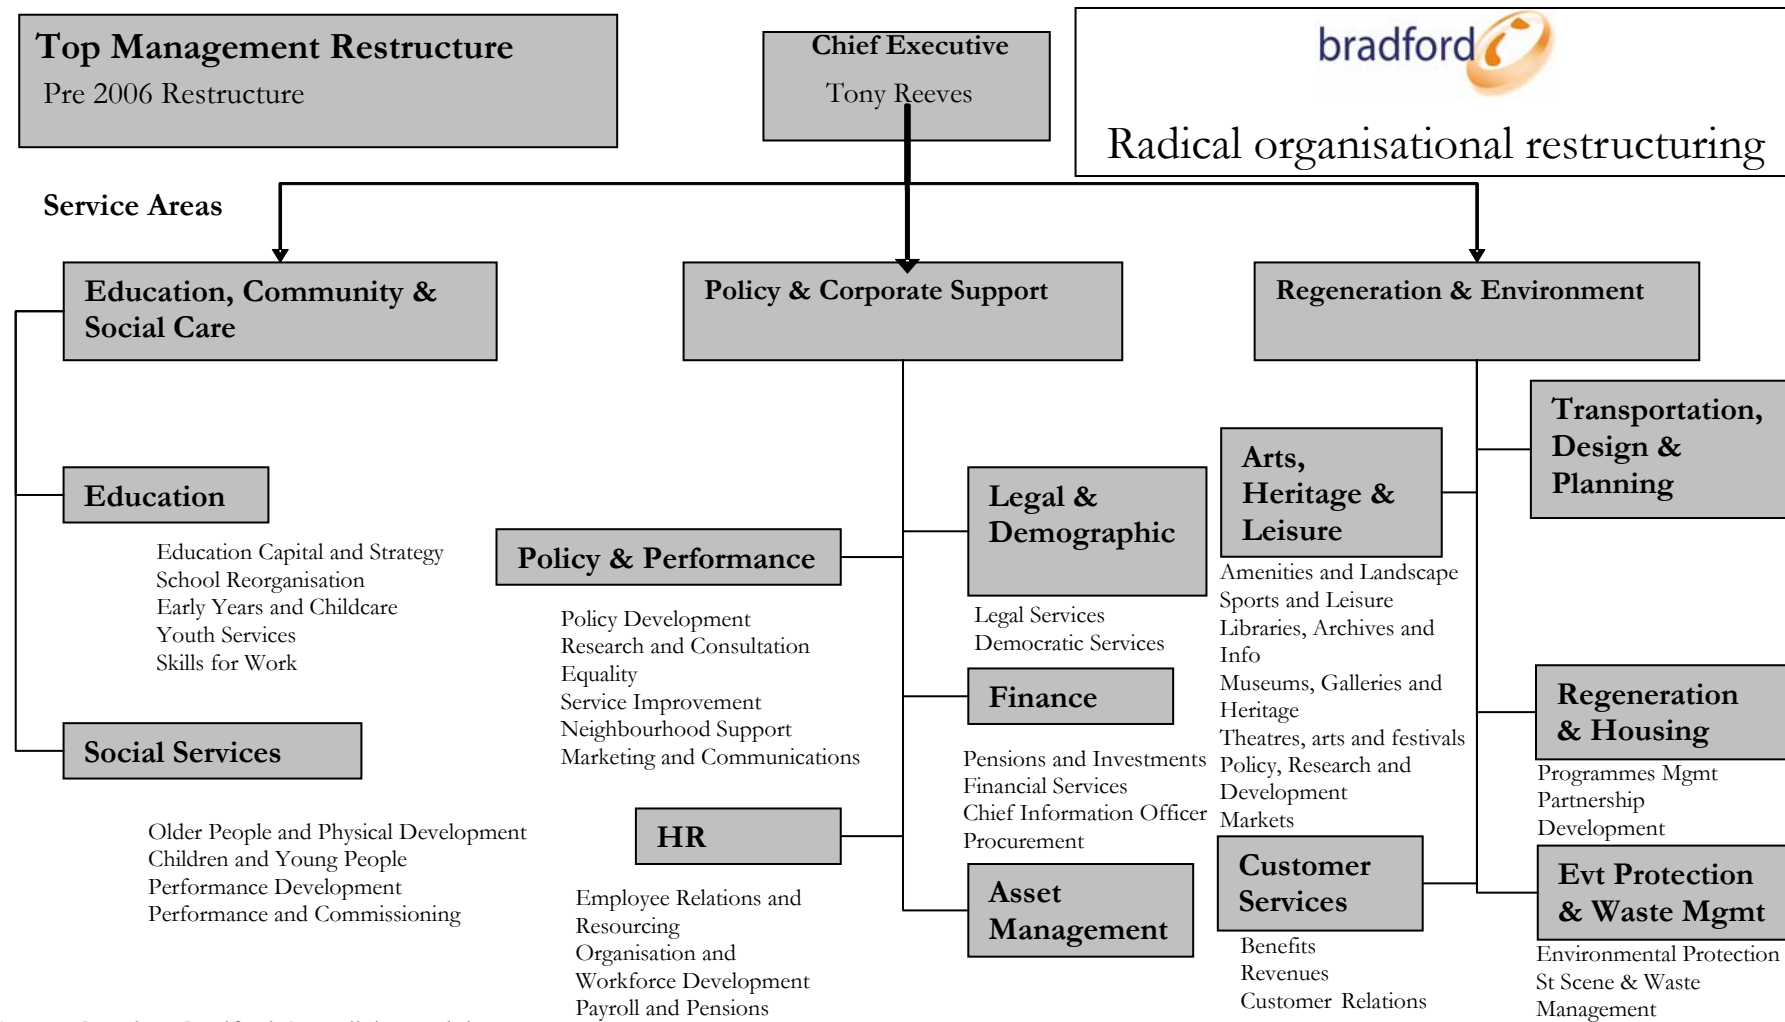 Top Management Restructure
Pre 2006 Restructure
Chief Executive
Tony Reeves
bradford
Radical organisational restructuring
Service Areas
Education, Community &
Social Care
Policy & Corporate Support
Regeneration & Environment
Education
Education Capital and Strategy
School Reorganisation
Early Years and Childcare
Youth Services
Skills for Work
Social Services
Older People and Physical Development
Children and Young People
Performance Development
Performance and Commissioning
Policy & Performance
Policy Development
Research and Consultation
Equality
Service Improvement
Neighbourhood Support
Marketing and Communications
HR
Employee Relations and
Resourcing
Organisation and
Workforce Development
Payroll and Pensions
Legal &
Demographic
Legal Services
Democratic Services
Finance
Pensions and Investments
Financial Services
Chief Information Officer
Procurement
Asset
Management
Arts,
Heritage &
Leisure
Amenities and Landscape
Sports and Leisure
Libraries, Archives and
Info
Museums, Galleries and
Heritage
Theatres, arts and festivals
Policy, Research and
Development
Markets
Customer
Services
Benefits
Revenues
Customer Relations
Transportation,
Design &
Planning
Regeneration
& Housing
Programmes Mgmt
Partnership
Development
Evt Protection
& Waste Mgmt
Environmental Protection
St Scene & Waste
Management